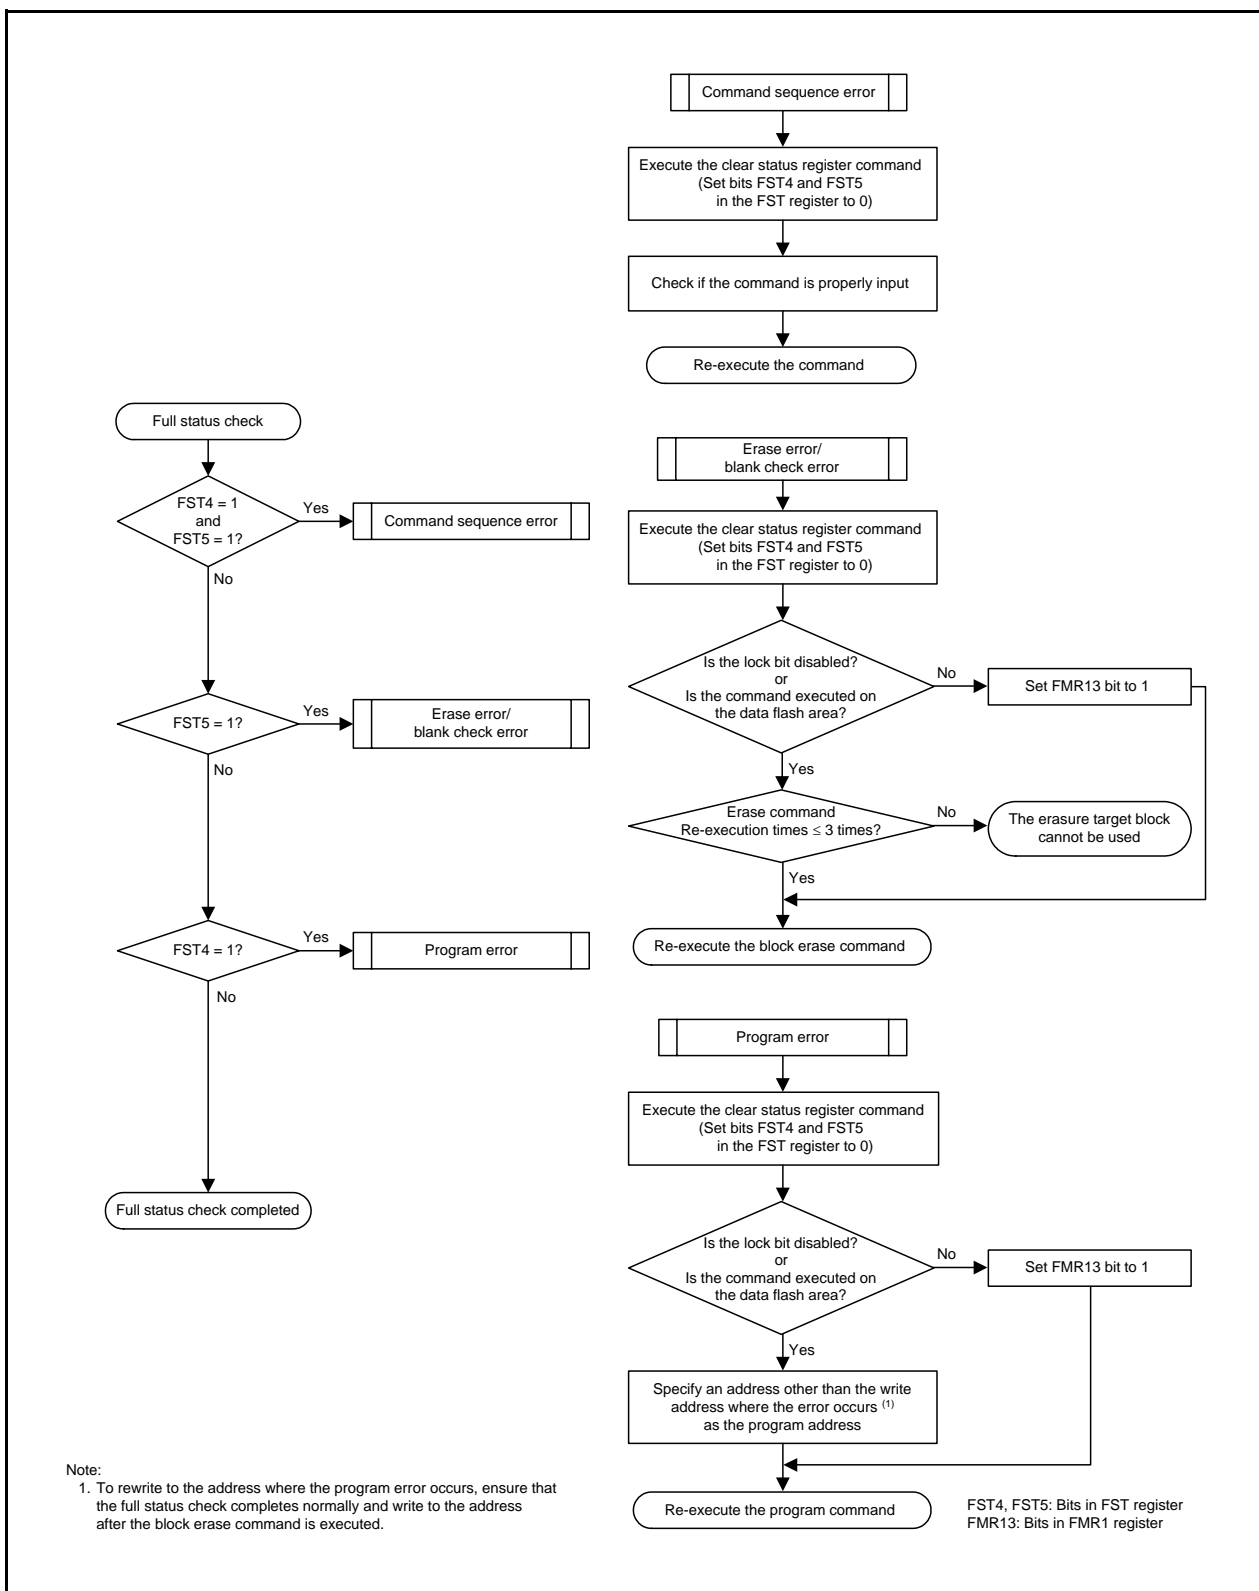 Command sequence error
Execute the clear status register command
(Set bits FST4 and FST5
in the FST register to 0)
Check if the command is properly input
Re-execute the command
Full status check
FST4 = 1
and
FST5 = 1?
Yes
Command sequence error
No
FST5 = 1?
Yes
Erase error/
blank check error
No
FST4 = 1?
Yes
Program error
No
Full status check completed
Erase error/
blank check error
Execute the clear status register command
(Set bits FST4 and FST5
in the FST register to 0)
Is the lock bit disabled?
or
Is the command executed on
the data flash area?
No
Set FMR13 bit to 1
Yes
Erase command
Re-execution times ≤ 3 times?
No
The erasure target block
cannot be used
Yes
Re-execute the block erase command
Program error
Execute the clear status register command
(Set bits FST4 and FST5
in the FST register to 0)
Is the lock bit disabled?
or
Is the command executed on
the data flash area?
No
Set FMR13 bit to 1
Yes
Specify an address other than the write
address where the error occurs (1)
as the program address
Re-execute the program command
Note:
1. To rewrite to the address where the program error occurs, ensure that
the full status check completes normally and write to the address
after the block erase command is executed.
FST4, FST5: Bits in FST register
FMR13: Bits in FMR1 register